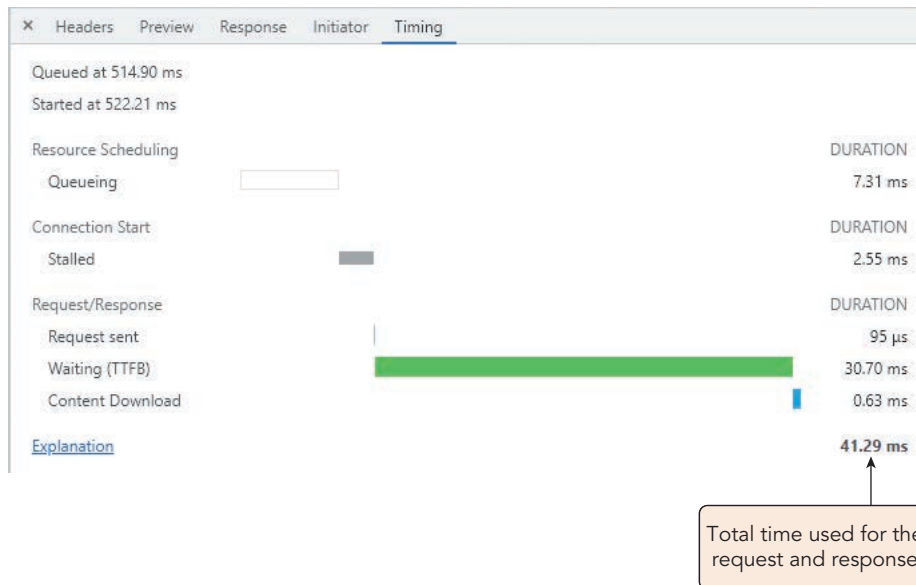 × Headers Preview Response Initiator Timing
Queued at 514.90 ms
Started at 522.21 ms
Resource Scheduling DURATION
Queueing 7.31 ms
Connection Start DURATION
Stalled 2.55 ms
Request/Response DURATION
Request sent 95 µs
Waiting (TTFB) 30.70 ms
Content Download 0.63 ms
Explanation 41.29 ms
Total time used for the
request and response